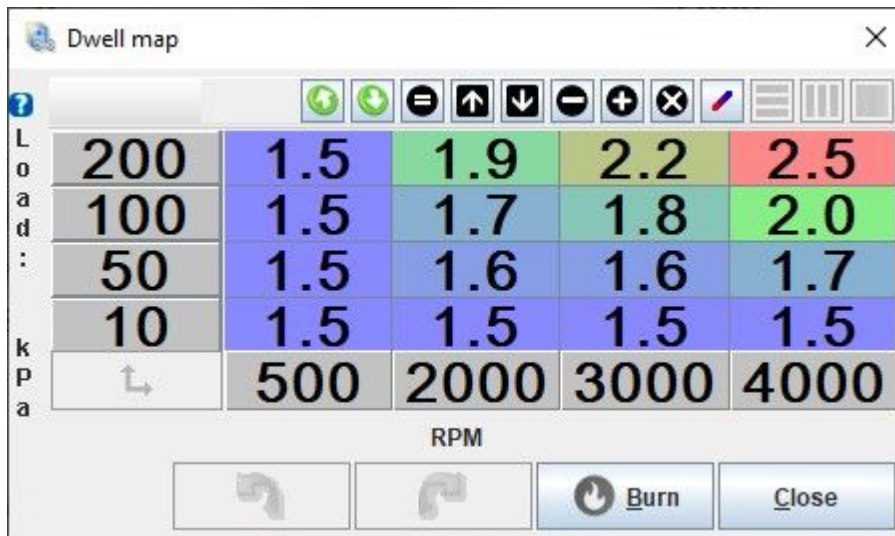 Dwell map
Load: kPa
200 1.5 1.9 2.2 2.5
100 1.5 1.7 1.8 2.0
50 1.5 1.6 1.6 1.7
10 1.5 1.5 1.5 1.5
500 2000 3000 4000
RPM
Burn Close